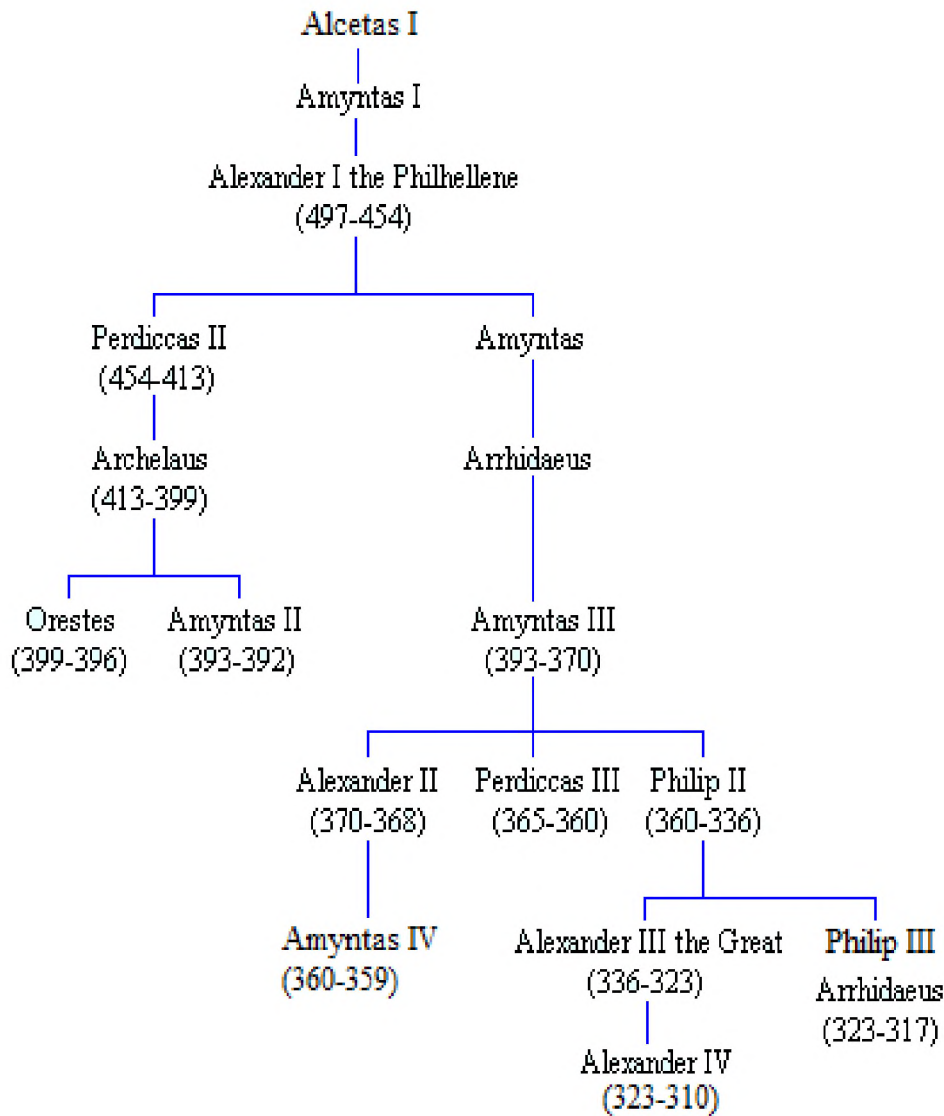 Alcetas I
Amyntas I
Alexander I the Philhellene
(497-454)
Perdiccas II
(454-413)
Amyntas
Archelaus
(413-399)
Arrhidaeus
Orestes
(399-396)
Amyntas II
(393-392)
Amyntas III
(393-370)
Alexander II
(370-368)
Perdiccas III
(365-360)
Philip II
(360-336)
Amyntas IV
(360-359)
Alexander III the Great
(336-323)
Philip III
Arrhidaeus
(323-317)
Alexander IV
(323-310)